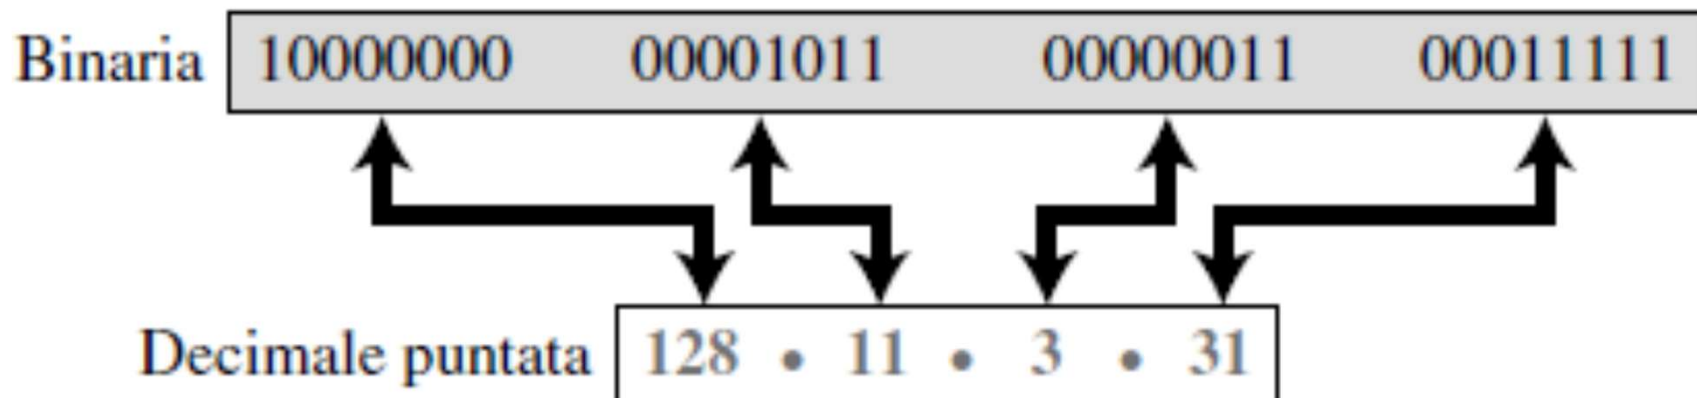 Binaria 10000000 00001011 00000011 00011111
Decimale puntata 128 • 11 • 3 • 31